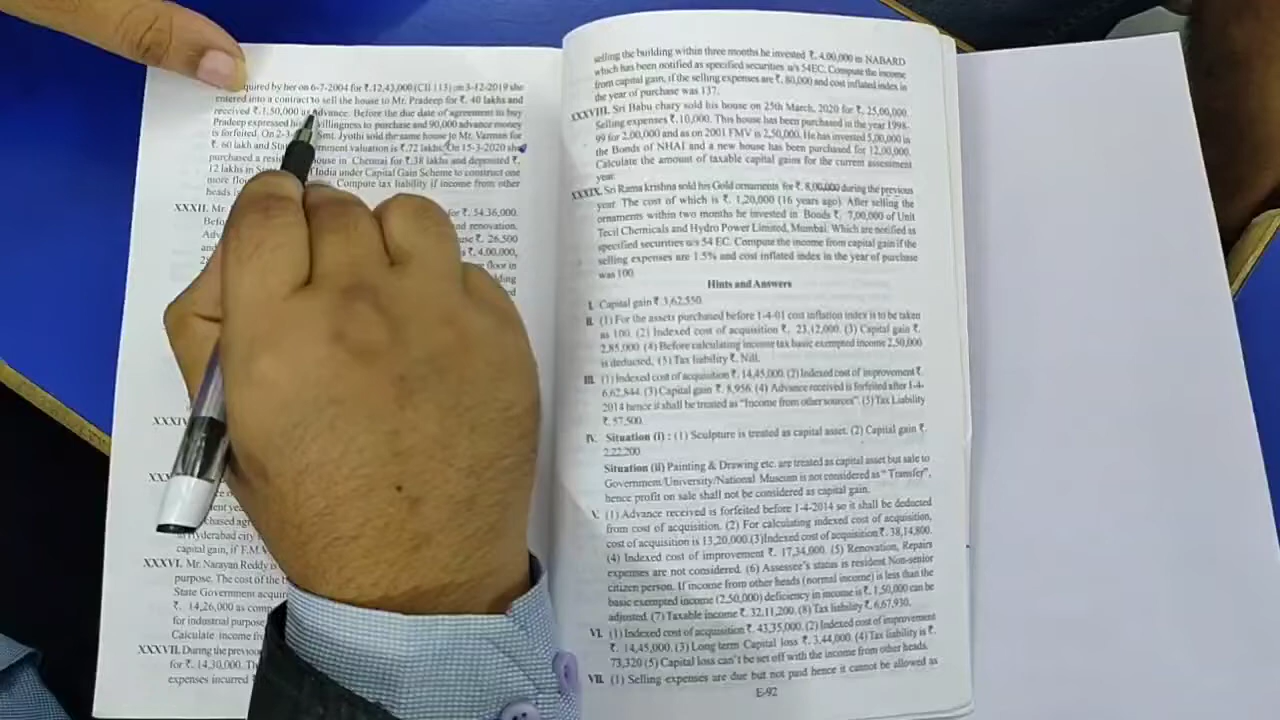 quired by her on 6-7-2004 for ₹.12,43,000 (CII 113) on 3-12-2019 she
entered into a contract to sell the house to Mr. Pradeep for ₹. 40 lakhs and
received ₹.1,50,000 as advance. Before the due date of agreement to buy
Pradeep expressed his willingness to purchase and 90,000 advance money
is forfeited. On 2-3- Smt. Jyothi sold the same house to Mr. Varman for
₹. 60 lakh and State valuation is ₹.72 lakhs. On 15-3-2020 she
purchased a resi house in Chennai for ₹.38 lakhs and deposited ₹.
12 lakhs in St India under Capital Gain Scheme to construct one
more floo Compute tax liability if income from other
heads is
XXXII. Mr. for ₹. 54,36,000.
Befo nd renovation.
Adv use ₹. 26,500
and s ₹. 4,00,000,
floor in
lding
XXXIV
hased agri
in Hyderabad city
capital gain, if F.M.V
XXXVI. Mr. Narayan Reddy is
purpose. The cost of the b
State Government acquir
₹. 14,26,000 as comp
for industrial purpose
Calculate income fro
XXXVII. During the previous
for ₹. 14,30,000. Th
expenses incurred
selling the building within three months he invested ₹. 4,00,000 in NABARD
which has been notified as specified securities u/s 54EC. Compute the income
from capital gain, if the selling expenses are ₹. 80,000 and cost inflated index in
the year of purchase was 137.
XXXVIII. Sri Babu chary sold his house on 25th March, 2020 for ₹. 25,00,000.
Selling expenses ₹.10,000. This house has been purchased in the year 1998-
99 for 2,00,000 and as on 2001 FMV is 2,50,000. He has invested 5,00,000 in
the Bonds of NHAI and a new house has been purchased for 12,00,000.
Calculate the amount of taxable capital gains for the current assessment
year.
XXXIX. Sri Rama krishna sold his Gold ornaments for ₹. 8,00,000 during the previous
year. The cost of which is ₹. 1,20,000 (16 years ago). After selling the
ornaments within two months he invested in Bonds ₹. 7,00,000 of Unit
Tecil Chemicals and Hydro Power Limited, Mumbai. Which are notified as
specified securities u/s 54 EC. Compute the income from capital gain if the
selling expenses are 1.5% and cost inflated index in the year of purchase
was 100.
Hints and Answers
I. Capital gain ₹ 3,62,550.
II. (1) For the assets purchased before 1-4-01 cost inflation index is to be taken
as 100. (2) Indexed cost of acquisition ₹. 23,12,000. (3) Capital gain ₹.
2,85,000. (4) Before calculating income tax basic exempted income 2,50,000
is deducted. (5) Tax liability ₹. Nill.
III. (1) Indexed cost of acquisition ₹. 14,45,000. (2) Indexed cost of improvement ₹.
6,62,844. (3) Capital gain ₹. 8,956. (4) Advance received is forfeited after 1-4-
2014 hence it shall be treated as "Income from other sources". (5) Tax Liability
₹. 57,500.
IV. Situation (i) : (1) Sculpture is treated as capital asset. (2) Capital gain ₹.
2,22,200.
Situation (ii) Painting & Drawing etc. are treated as capital asset but sale to
Government/University/National Museum is not considered as "Transfer",
hence profit on sale shall not be considered as capital gain.
V. (1) Advance received is forfeited before 1-4-2014 so it shall be deducted
from cost of acquisition. (2) For calculating indexed cost of acquisition,
cost of acquisition is 13,20,000.(3)Indexed cost of acquisition ₹. 38,14,800.
(4) Indexed cost of improvement ₹. 17,34,000. (5) Renovation, Repairs
expenses are not considered. (6) Assessee's status is resident Non-senior
citizen person. If income from other heads (normal income) is less than the
basic exempted income (2,50,000) deficiency in income is ₹. 1,50,000 can be
adjusted. (7) Taxable income ₹. 32,11,200. (8) Tax liability ₹. 6,67,930.
VI. (1) Indexed cost of acquisition ₹. 43,35,000. (2) Indexed cost of improvement
₹. 14,45,000. (3) Long term Capital loss ₹. 3,44,000. (4) Tax liability is ₹.
73,320 (5) Capital loss can't be set off with the income from other heads.
VII. (1) Selling expenses are due but not paid hence it cannot be allowed as
E-92